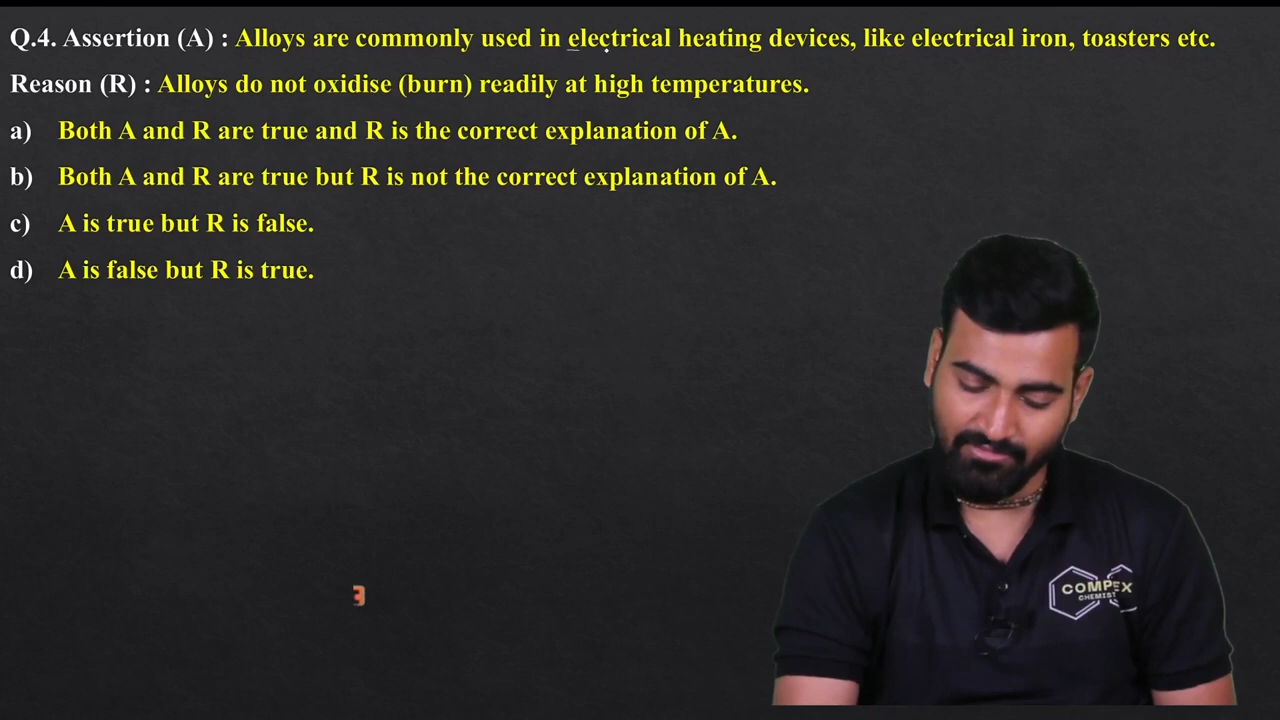 Q.4. Assertion (A) : Alloys are commonly used in electrical heating devices, like electrical iron, toasters etc.
Reason (R) : Alloys do not oxidise (burn) readily at high temperatures.
a) Both A and R are true and R is the correct explanation of A.
b) Both A and R are true but R is not the correct explanation of A.
c) A is true but R is false.
d) A is false but R is true.
3
COMPEX
CHEMIST